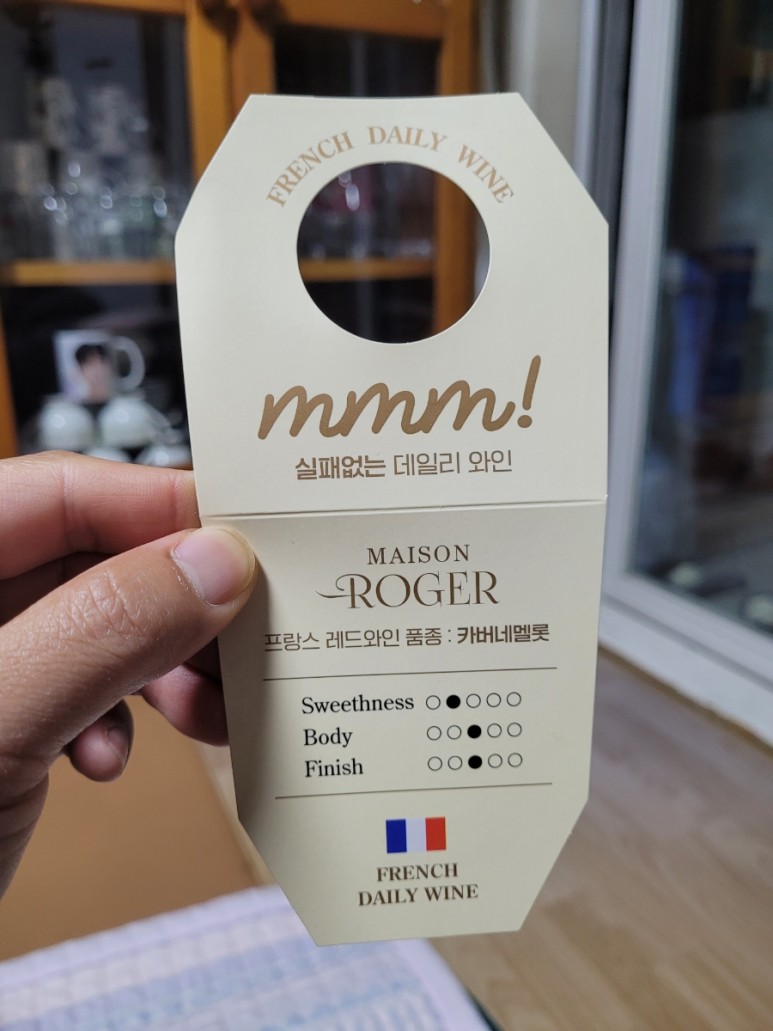 FRENCH DAILY WINE
mmm!
실패없는 데일리 와인
MAISON
ROGER
프랑스 레드와인 품종 : 카버네멜롯
Sweethness
Body
Finish
FRENCH
DAILY WINE